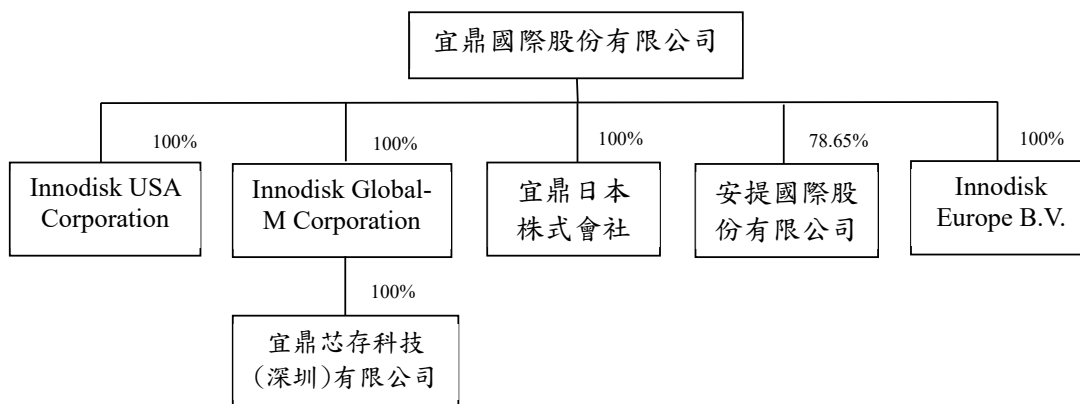 宜鼎國際股份有限公司
100%
100%
100%
78.65%
100%
Innodisk USA
Corporation
Innodisk Global-
M Corporation
宜鼎日本
株式會社
安提國際股
份有限公司
Innodisk
Europe B.V.
100%
宜鼎芯存科技
(深圳)有限公司